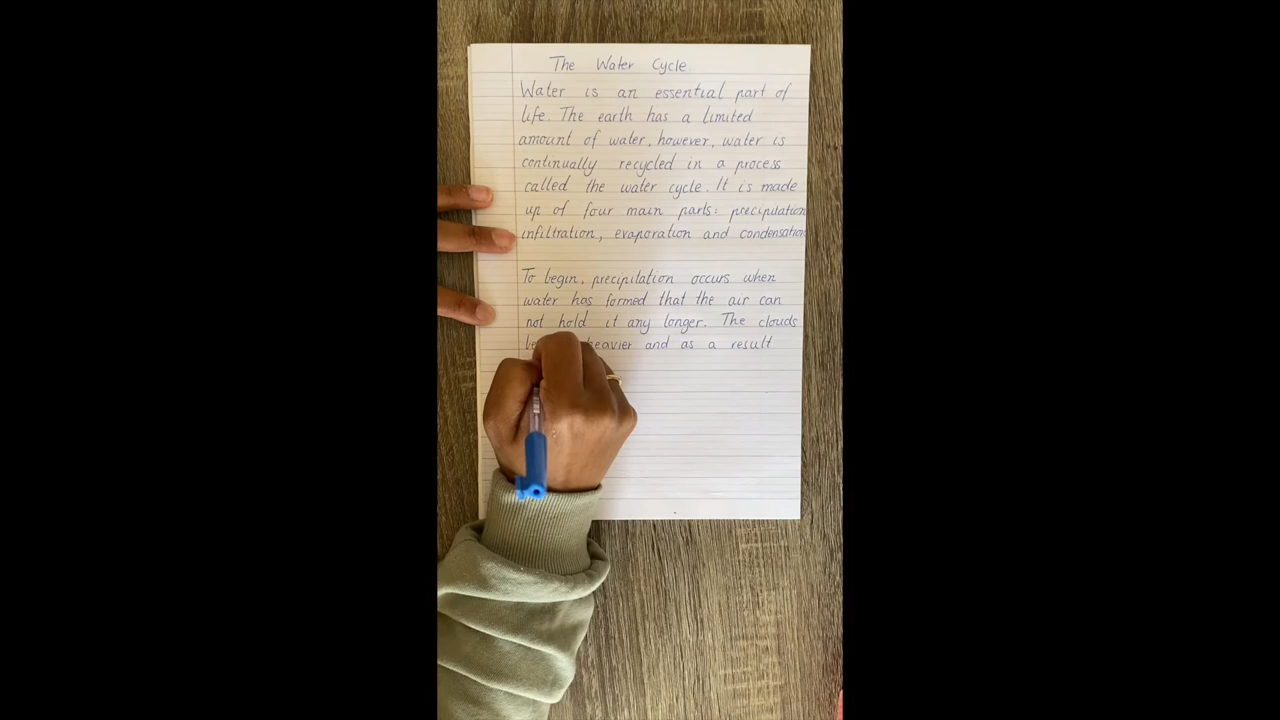 The Water Cycle
Water is an essential part of
life. The earth has a limited
amount of water, however, water is
continually recycled in a process
called the water cycle. It is made
up of four main parts: precipitation
infiltration, evaporation and condensation
To begin, precipitation occurs when
water has formed that the air can
not hold it any longer. The clouds
heavier and as a result